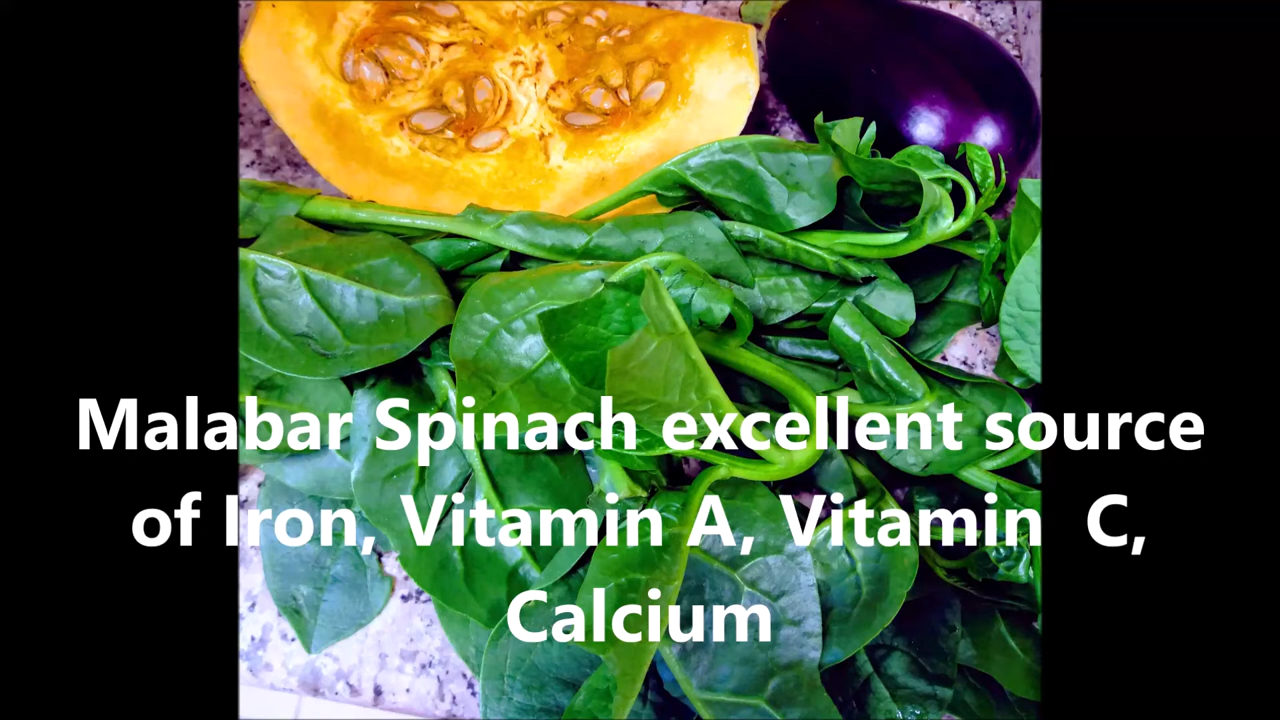 Malabar Spinach excellent source
of Iron, Vitamin A, Vitamin  C,
Calcium